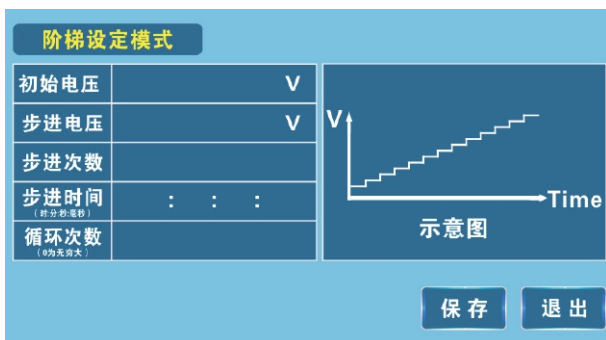 阶梯设定模式
初始电压 V
步进电压 V
步进次数
步进时间 : : :
(时:分:秒:毫秒)
循环次数
(0为无穷大)
V
Time
示意图
保存 退出